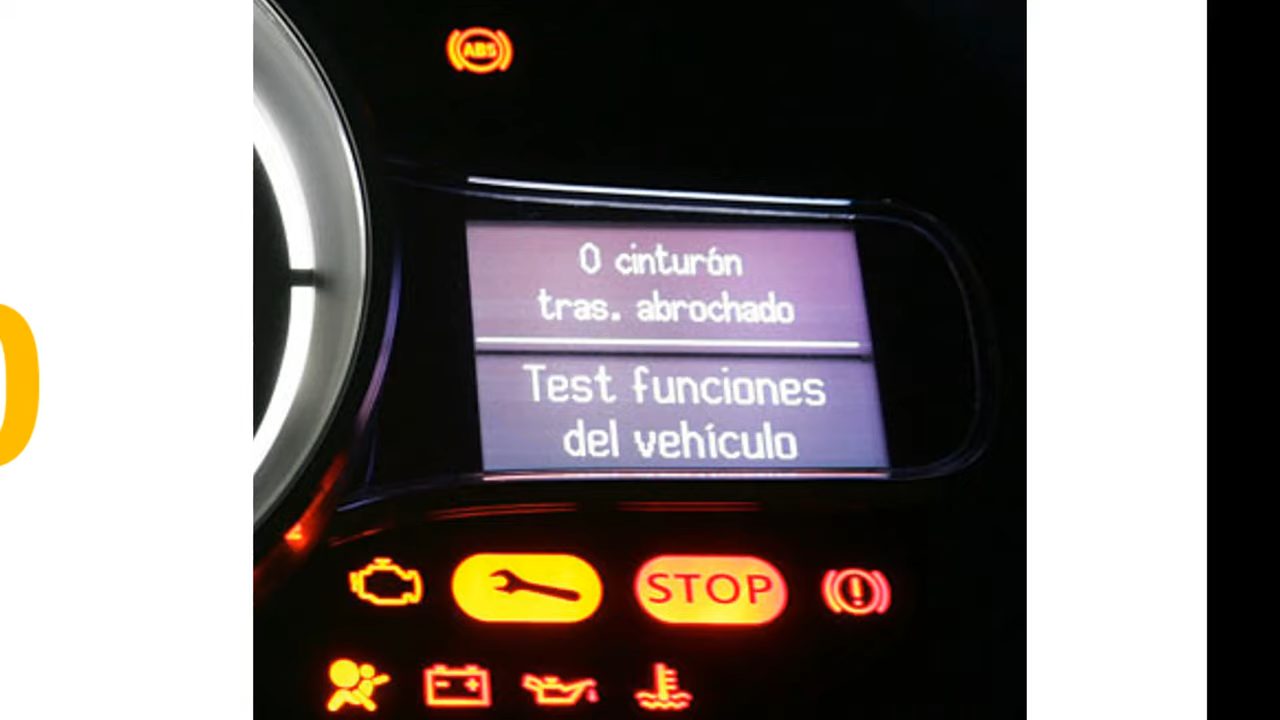 ABS
0 cinturón
tras. abrochado
Test funciones
del vehículo
STOP